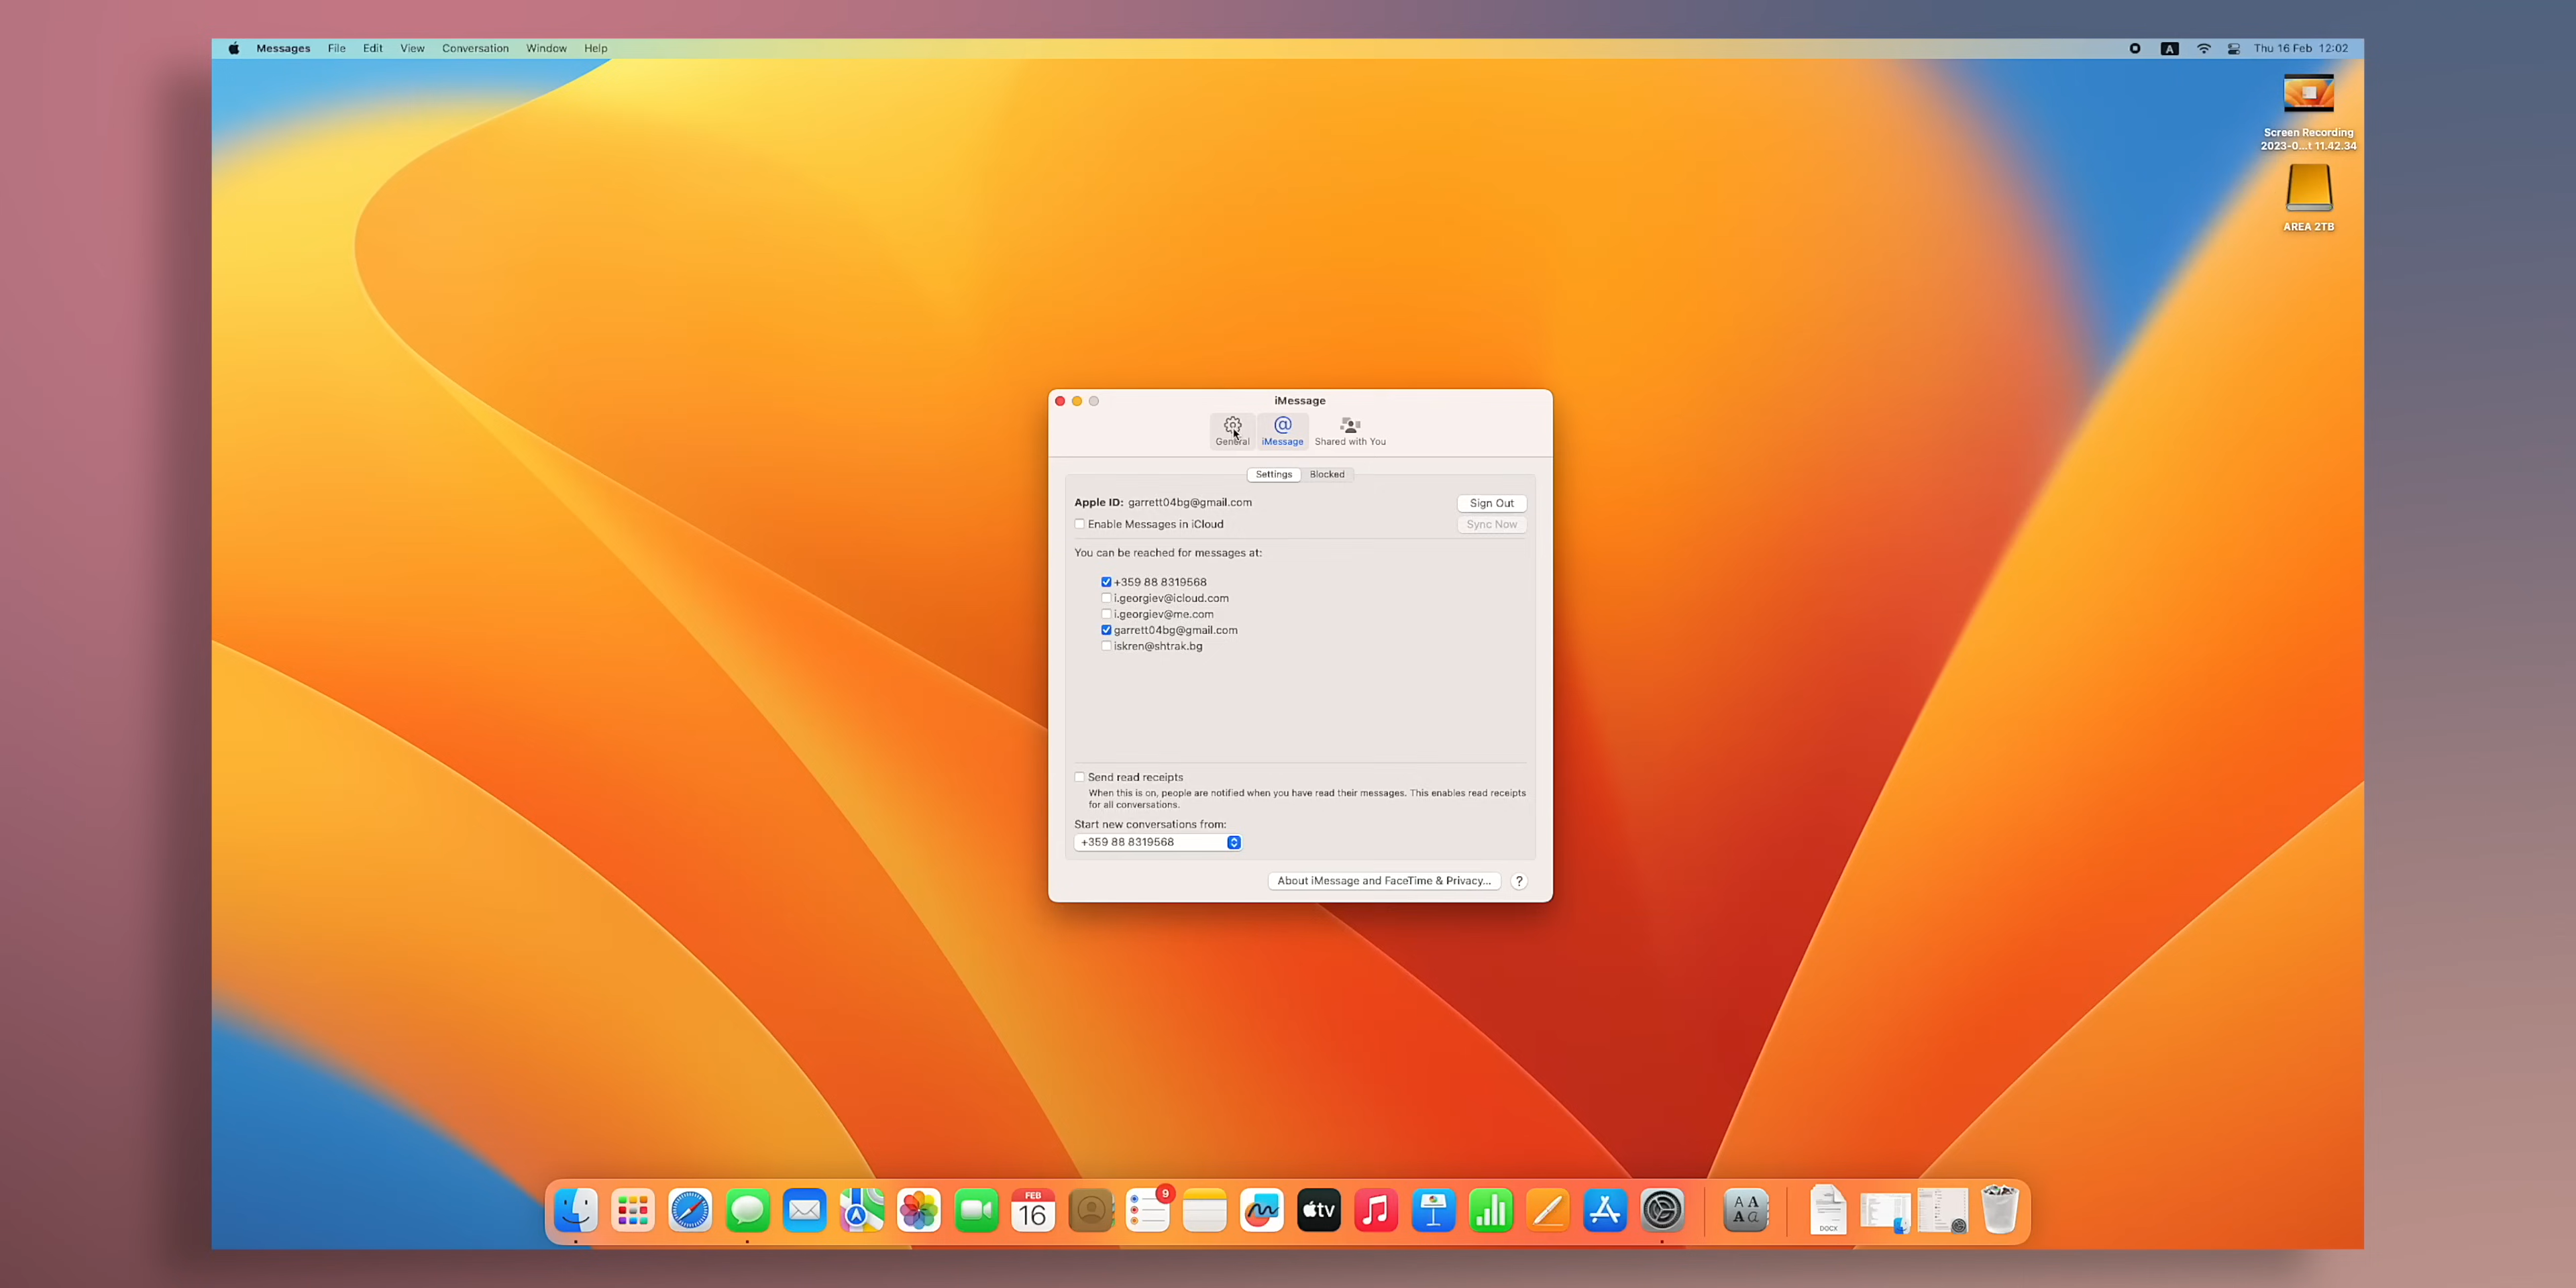 Messages File Edit View Conversation Window Help
A
Thu 16 Feb 12:02
Screen Recording
2023-0...t 11.42.34
AREA 2TB
iMessage
General
@
iMessage
Shared with You
Settings
Blocked
Apple ID: garrett04bg@gmail.com
Sign Out
Enable Messages in iCloud
Sync Now
You can be reached for messages at:
+359 88 8319568
i.georgiev@icloud.com
i.georgiev@me.com
garrett04bg@gmail.com
iskren@shtrak.bg
Send read receipts
When this is on, people are notified when you have read their messages. This enables read receipts
for all conversations.
Start new conversations from:
+359 88 8319568
About iMessage and FaceTime & Privacy...
?
FEB
16
9
tv
A A
A a
DOCX